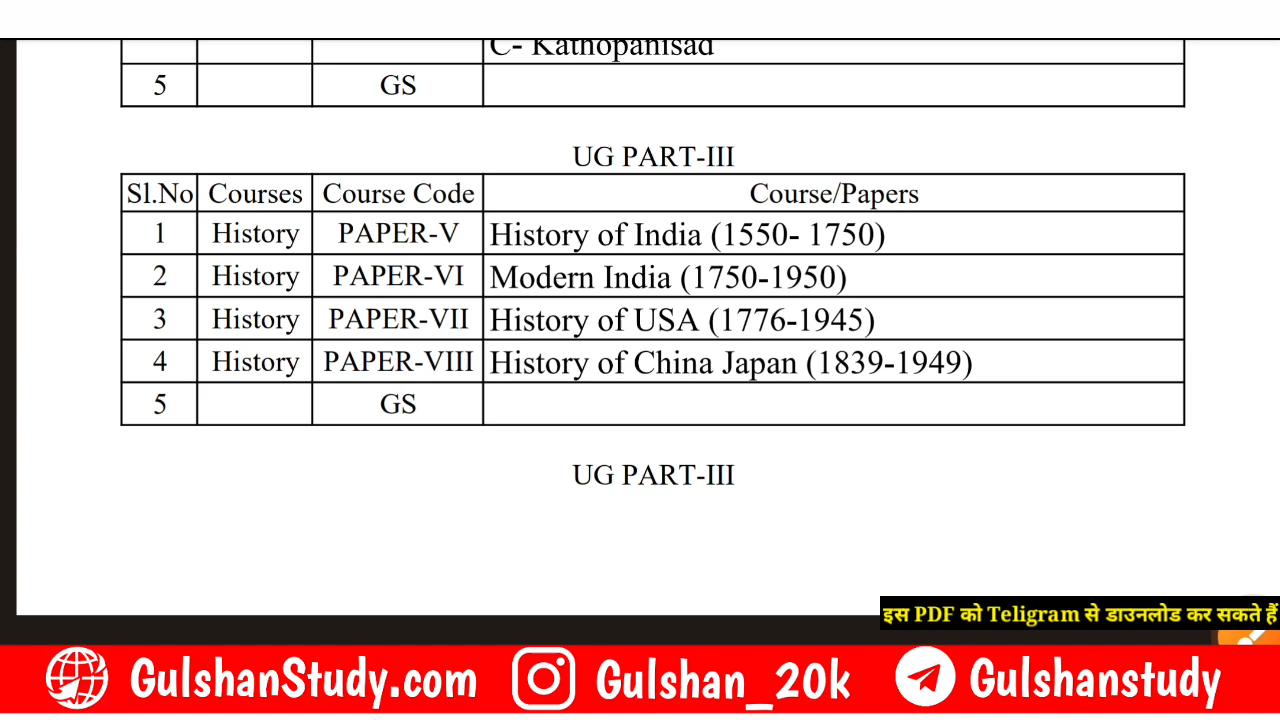 C- Kathopanisad
5 GS
UG PART-III
Sl.No Courses Course Code Course/Papers
1 History PAPER-V History of India (1550- 1750)
2 History PAPER-VI Modern India (1750-1950)
3 History PAPER-VII History of USA (1776-1945)
4 History PAPER-VIII History of China Japan (1839-1949)
5 GS
UG PART-III
इस PDF को Teligram से डाउनलोड कर सकते हैं
GulshanStudy.com Gulshan_20k Gulshanstudy